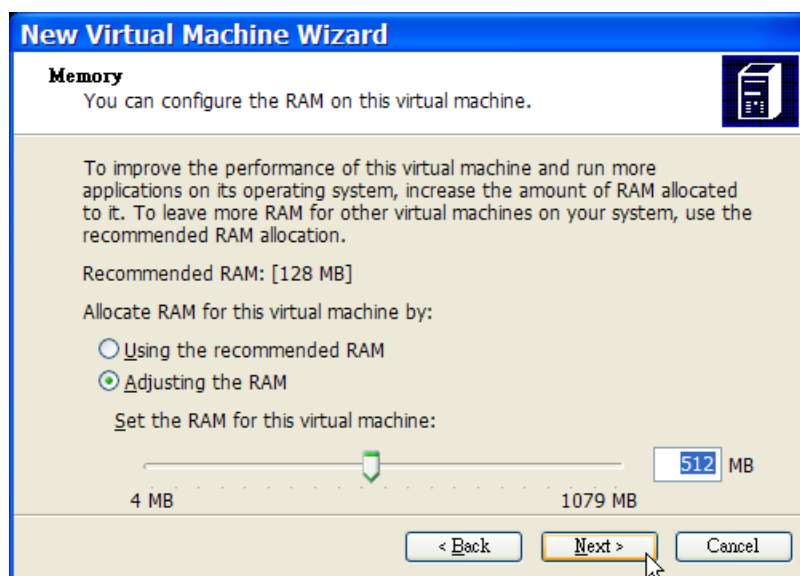 New Virtual Machine Wizard
Memory
You can configure the RAM on this virtual machine.
To improve the performance of this virtual machine and run more
applications on its operating system, increase the amount of RAM allocated
to it. To leave more RAM for other virtual machines on your system, use the
recommended RAM allocation.
Recommended RAM: [128 MB]
Allocate RAM for this virtual machine by:
Using the recommended RAM
Adjusting the RAM
Set the RAM for this virtual machine:
512 MB
4 MB 1079 MB
< Back Next > Cancel